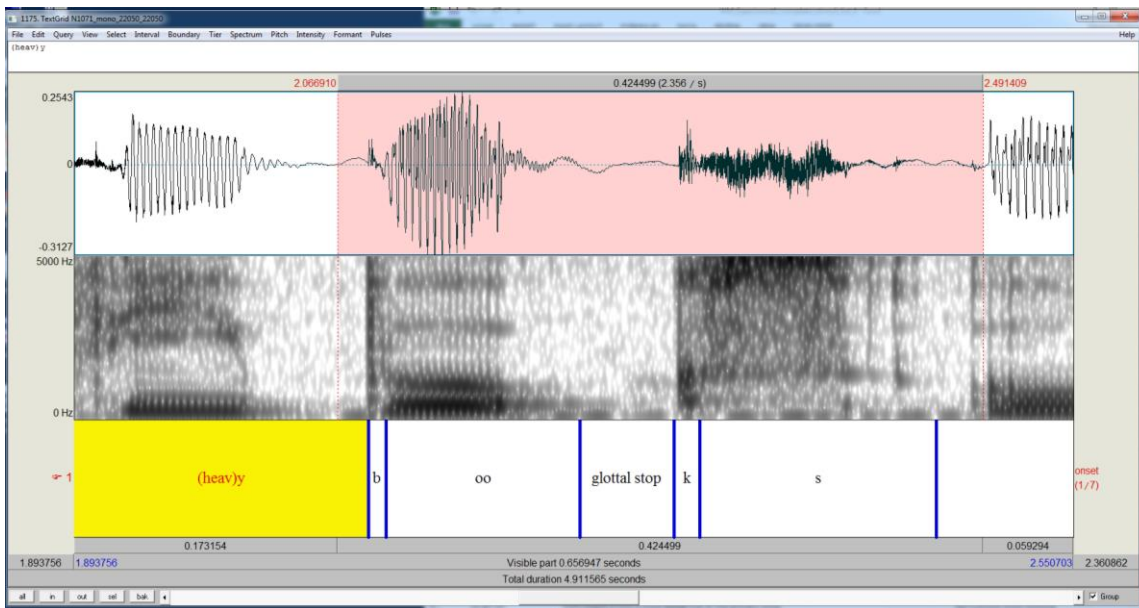 1175. TextGrid N1071_mono_22050_22050
File Edit Query View Select Interval Boundary Tier Spectrum Pitch Intensity Formant Pulses Help
(heav)y
2.066910 0.424499 (2.356 / s) 2.491409
0.2543
0
-0.3127
5000 Hz
0 Hz
☞ 1 (heav)y b oo glottal stop k s onset
(1/7)
0.173154 0.424499 0.059294
1.893756 1.893756 Visible part 0.656947 seconds 2.550703 2.360862
Total duration 4.911565 seconds
all in out sel bak Group